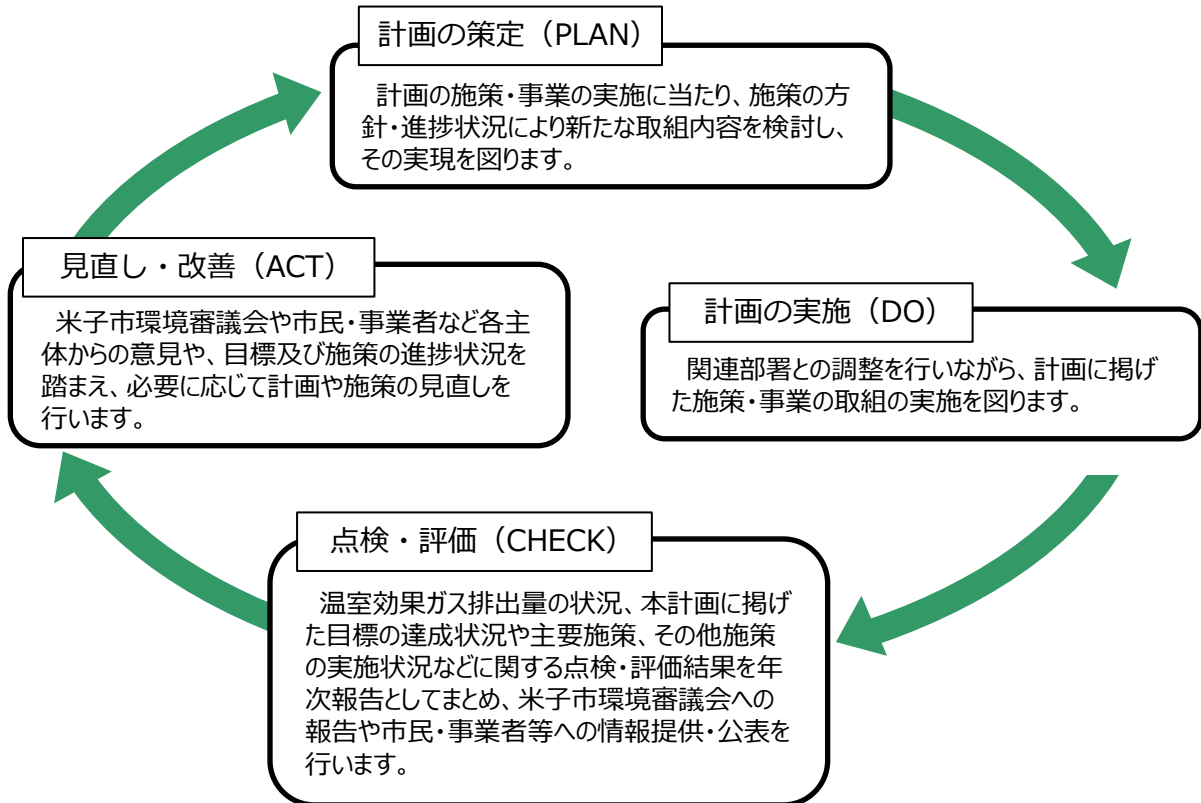 計画の策定（PLAN）
計画の施策・事業の実施に当たり、施策の方
針・進捗状況により新たな取組内容を検討し、
その実現を図ります。
見直し・改善（ACT）
米子市環境審議会や市民・事業者など各主
体からの意見や、目標及び施策の進捗状況を
踏まえ、必要に応じて計画や施策の見直しを
行います。
計画の実施（DO）
関連部署との調整を行いながら、計画に掲げ
た施策・事業の取組の実施を図ります。
点検・評価（CHECK）
温室効果ガス排出量の状況、本計画に掲げ
た目標の達成状況や主要施策、その他施策
の実施状況などに関する点検・評価結果を年
次報告としてまとめ、米子市環境審議会への
報告や市民・事業者等への情報提供・公表を
行います。